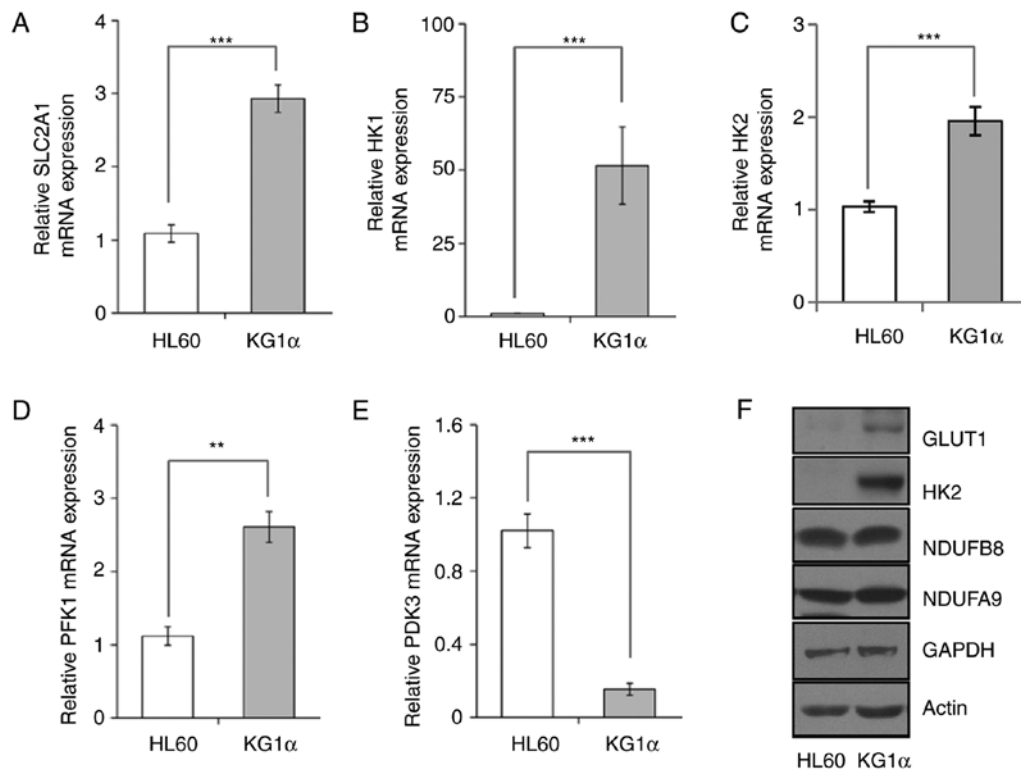 A
Relative SLC2A1
mRNA expression
4
3
2
1
0
***
HL60
KG1α
B
Relative HK1
mRNA expression
100
75
50
25
0
***
HL60
KG1α
C
Relative HK2
mRNA expression
3
2
1
0
***
HL60
KG1α
D
Relative PFK1 mRNA expression
4
3
2
1
0
**
HL60
KG1α
E
Relative PDK3 mRNA expression
1.6
1.2
0.8
0.4
0
***
HL60
KG1α
F
GLUT1
HK2
NDUFB8
NDUFA9
GAPDH
Actin
HL60 KG1α